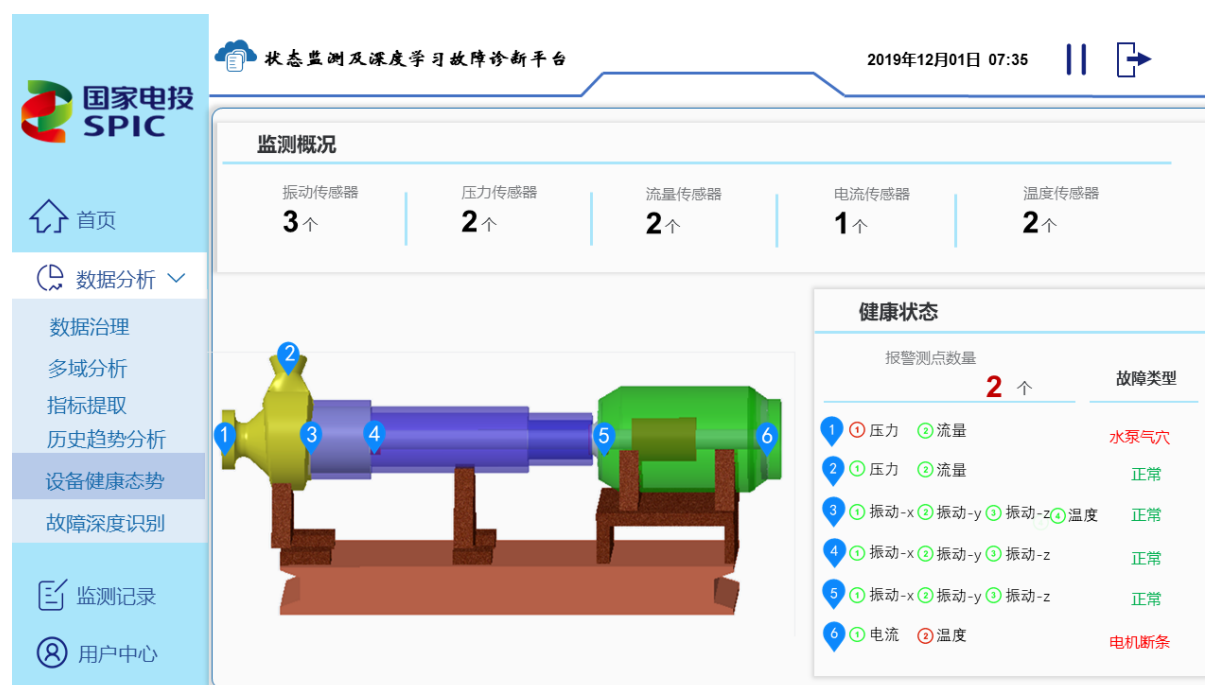 状态监测及深度学习故障诊断平台
2019年12月01日 07:35
国家电投
SPIC
首页
数据分析
数据治理
多域分析
指标提取
历史趋势分析
设备健康态势
故障深度识别
监测记录
用户中心
监测概况
振动传感器 压力传感器 流量传感器 电流传感器 温度传感器
3个 2个 2个 1个 2个
1
2
3
4
5
6
健康状态
报警测点数量
2 个
故障类型
1 ①压力 ②流量 水泵气穴
2 ①压力 ②流量 正常
3 ①振动-x ②振动-y ③振动-z ④温度 正常
4 ①振动-x ②振动-y ③振动-z 正常
5 ①振动-x ②振动-y ③振动-z 正常
6 ①电流 ②温度 电机断条